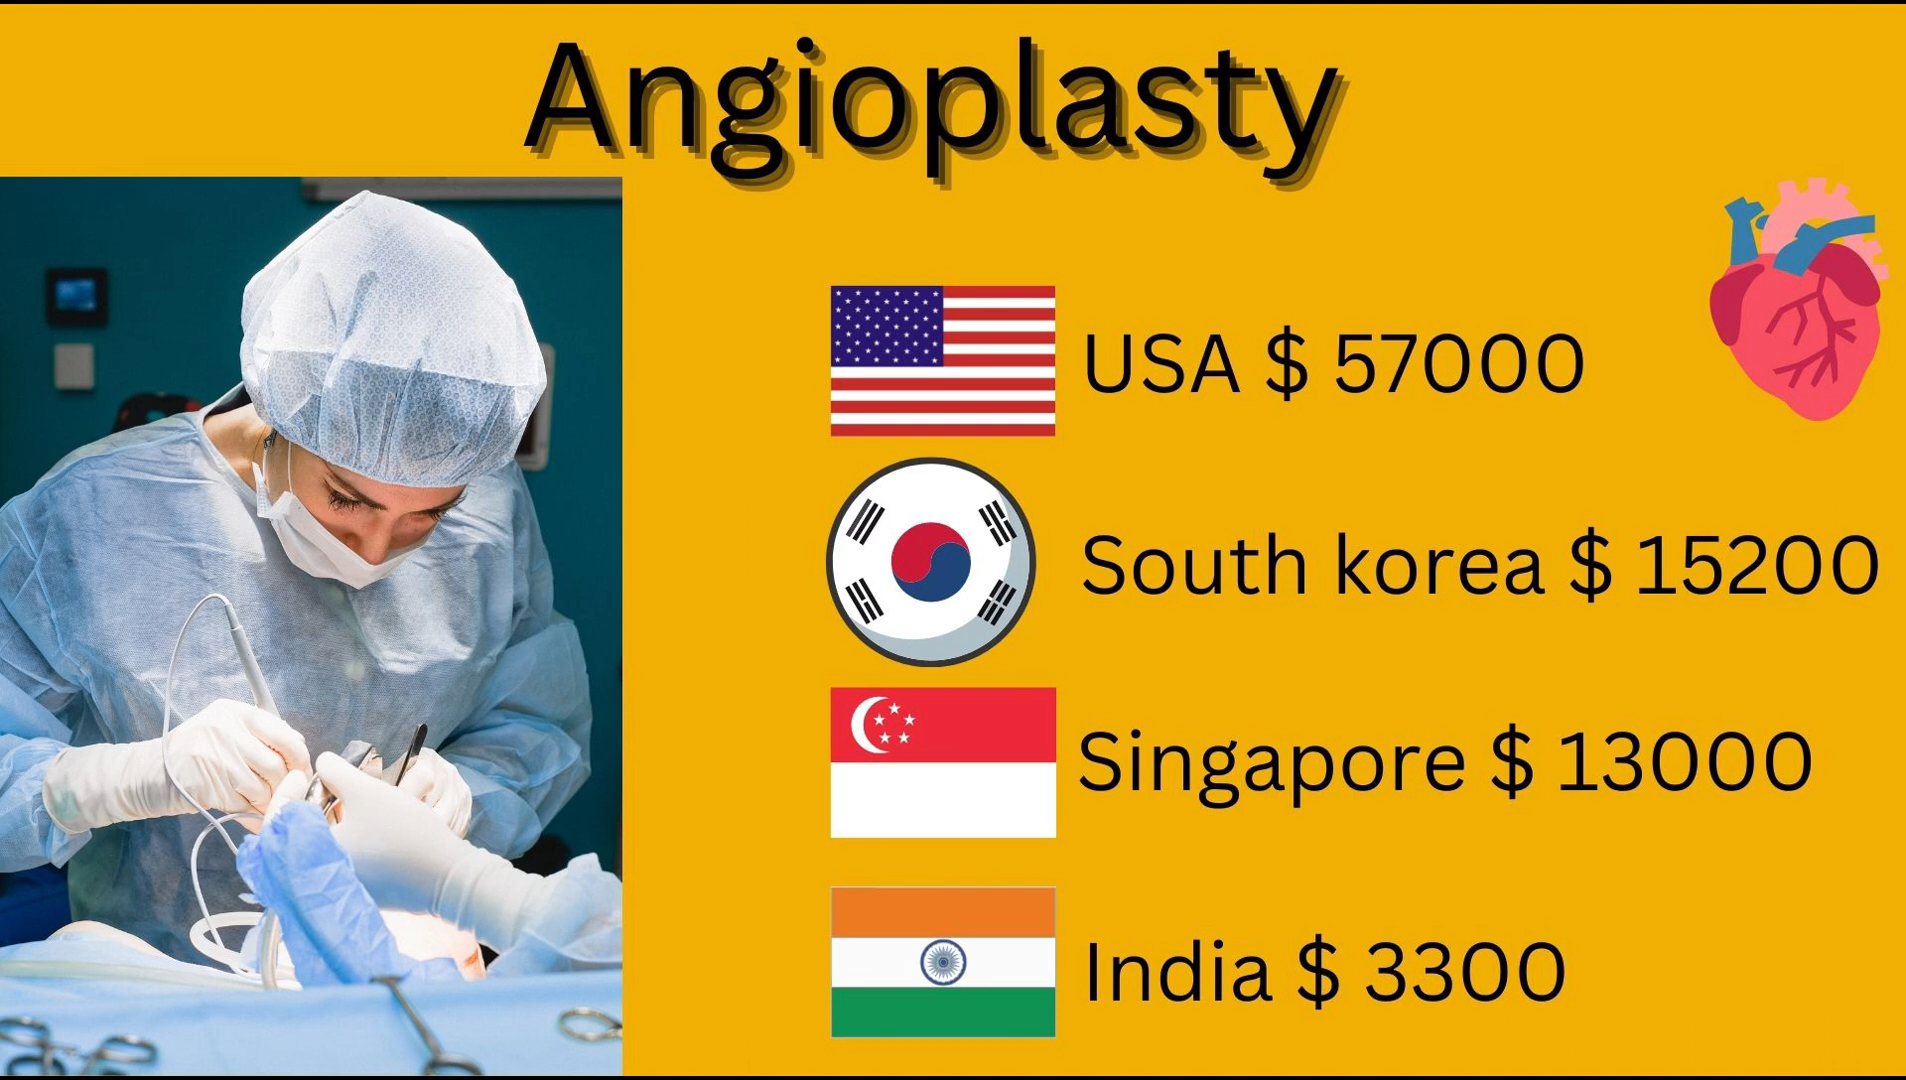 Angioplasty
USA $ 57000
South korea $ 15200
Singapore $ 13000
India $ 3300